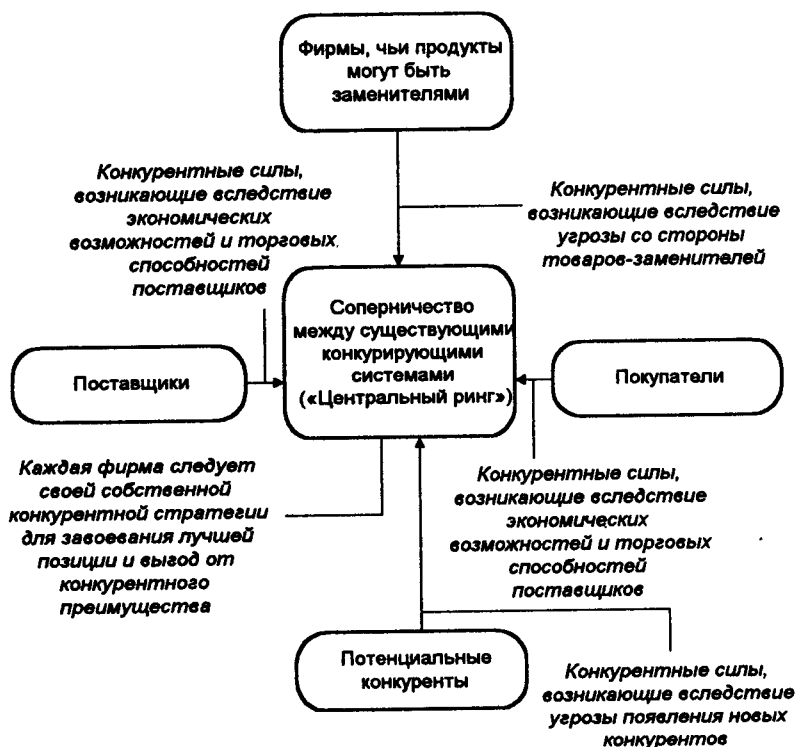 Фирмы, чьи продукты
могут быть
заменителями
Конкурентные силы,
возникающие вследствие
экономических
возможностей и торговых
способностей
поставщиков
Конкурентные силы,
возникающие вследствие
угрозы со стороны
товаров-заменителей
Соперничество
между существующими
конкурирующими
системами
(«Центральный ринг»)
Поставщики
Покупатели
Каждая фирма следует
своей собственной
конкурентной стратегии
для завоевания лучшей
позиции и выгод от
конкурентного
преимущества
Конкурентные силы,
возникающие вследствие
экономических
возможностей и торговых
способностей
поставщиков
Потенциальные
конкуренты
Конкурентные силы,
возникающие вследствие
угрозы появления новых
конкурентов